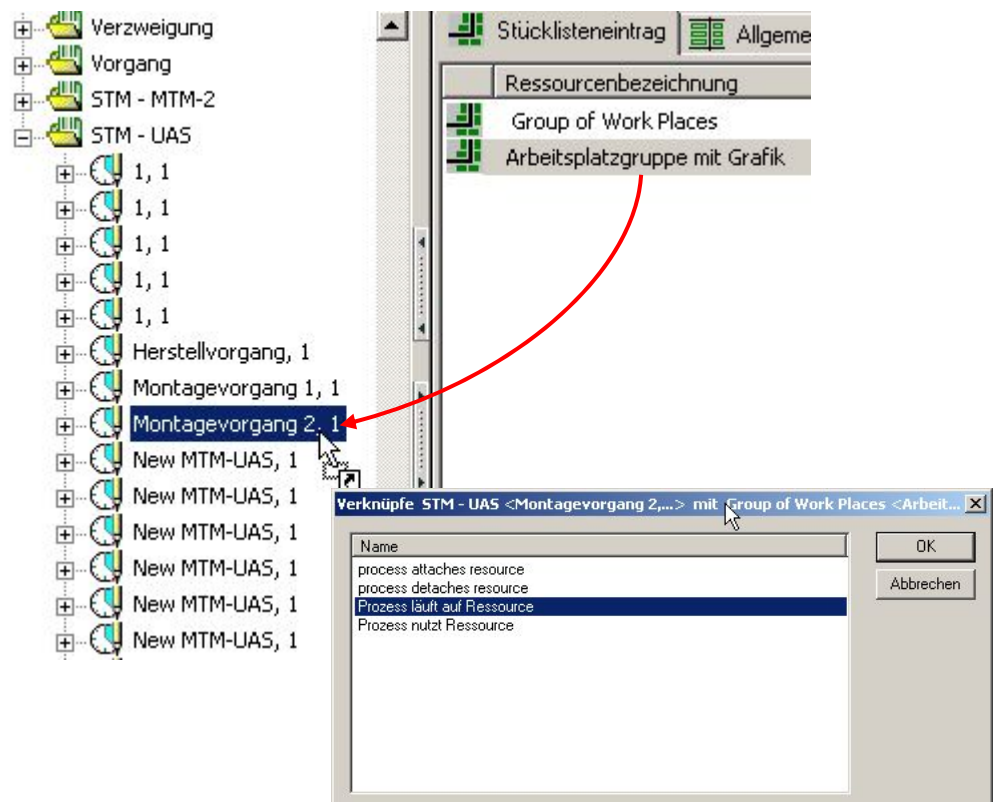 Verzweigung
Vorgang
STM - MTM-2
STM - UAS
1, 1
1, 1
1, 1
1, 1
1, 1
Herstellvorgang, 1
Montagevorgang 1, 1
Montagevorgang 2, 1
New MTM-UAS, 1
New MTM-UAS, 1
New MTM-UAS, 1
New MTM-UAS, 1
New MTM-UAS, 1
New MTM-UAS, 1
Stücklisteneintrag Allgeme
Ressourcenbezeichnung
Group of Work Places
Arbeitsplatzgruppe mit Grafik
Verknüpfe STM - UAS <Montagevorgang 2,...> mit Group of Work Places <Arbeit...
Name
process attaches resource
process detaches resource
Prozess läuft auf Ressource
Prozess nutzt Ressource
OK
Abbrechen